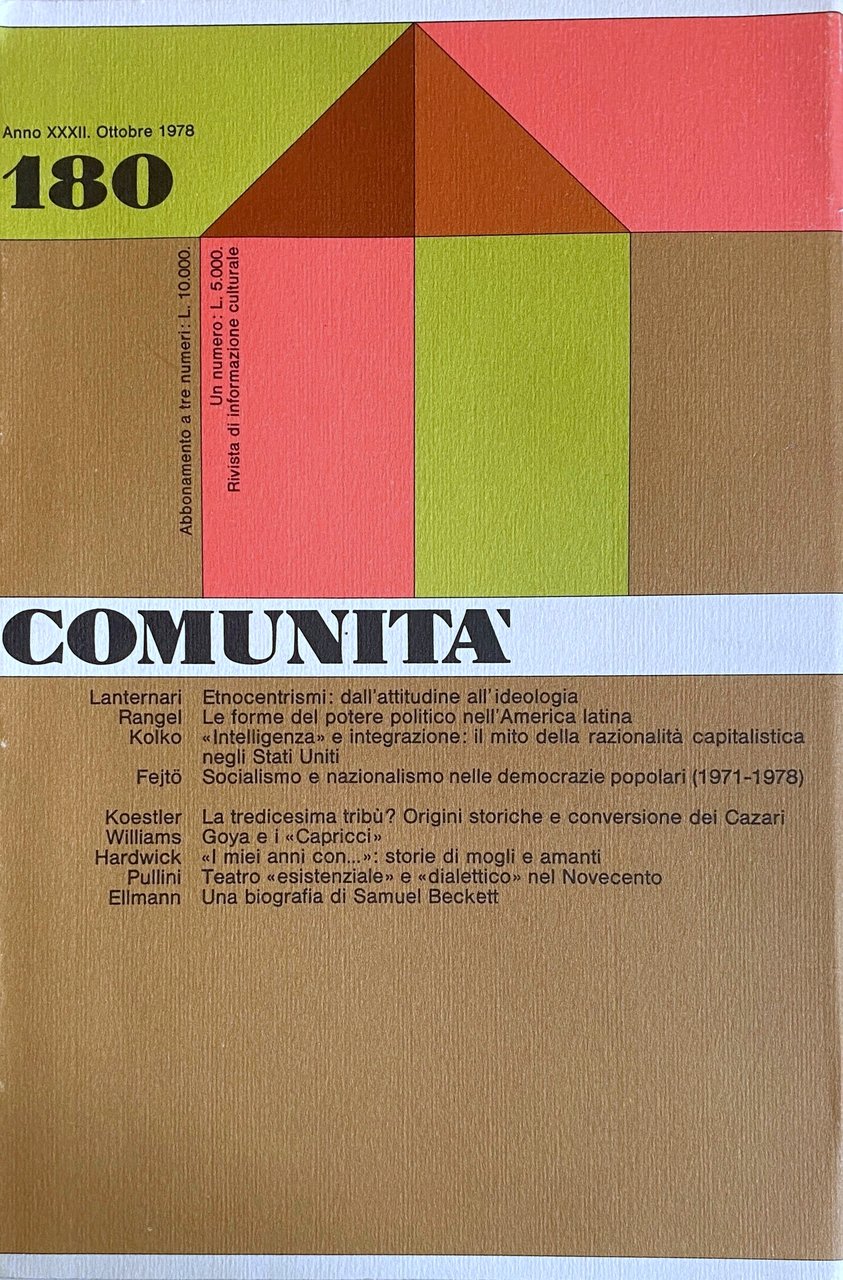 Anno XXXII. Ottobre 1978
180
Abbonamento a tre numeri: L. 10.000.
Un numero: L. 5.000.
Rivista di informazione culturale
COMUNITA'
Lanternari Etnocentrismi: dall'attitudine all'ideologia
Rangel Le forme del potere politico nell'America latina
Kolko «Intelligenza» e integrazione: il mito della razionalità capitalistica
negli Stati Uniti
Fejtö Socialismo e nazionalismo nelle democrazie popolari (1971-1978)
Koestler La tredicesima tribù? Origini storiche e conversione dei Cazari
Williams Goya e i «Capricci»
Hardwick «I miei anni con...»: storie di mogli e amanti
Pullini Teatro «esistenziale» e «dialettico» nel Novecento
Ellmann Una biografia di Samuel Beckett